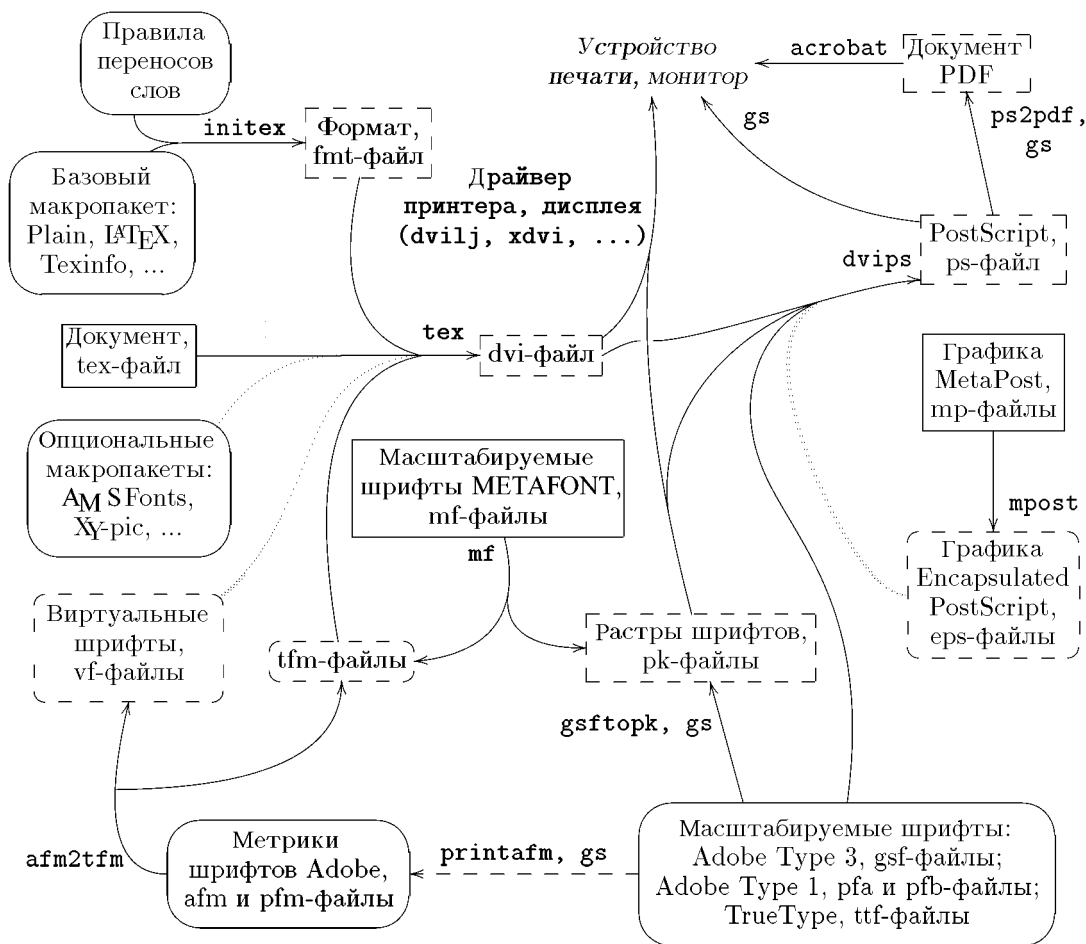 Правила
переносов
слов
initex
Формат,
fmt-файл
Базовый
макропакет:
Plain, LATEX,
Texinfo, ...
Устройство
печати, монитор
acrobat
Документ
PDF
gs
ps2pdf,
gs
Драйвер
принтера, дисплея
(dvilj, xdvi, ...)
PostScript,
ps-файл
dvips
Документ,
tex-файл
tex
dvi-файл
Графика
MetaPost,
mp-файлы
Опциональные
макропакеты:
AMSFonts,
XY-pic, ...
Масштабируемые
шрифты METAFONT,
mf-файлы
mf
mpost
Графика
Encapsulated
PostScript,
eps-файлы
Виртуальные
шрифты,
vf-файлы
tfm-файлы
Растры шрифтов,
pk-файлы
gsftopk, gs
afm2tfm
Метрики
шрифтов Adobe,
afm и pfm-файлы
printafm, gs
Масштабируемые шрифты:
Adobe Type 3, gsf-файлы;
Adobe Type 1, pfa и pfb-файлы;
TrueType, ttf-файлы